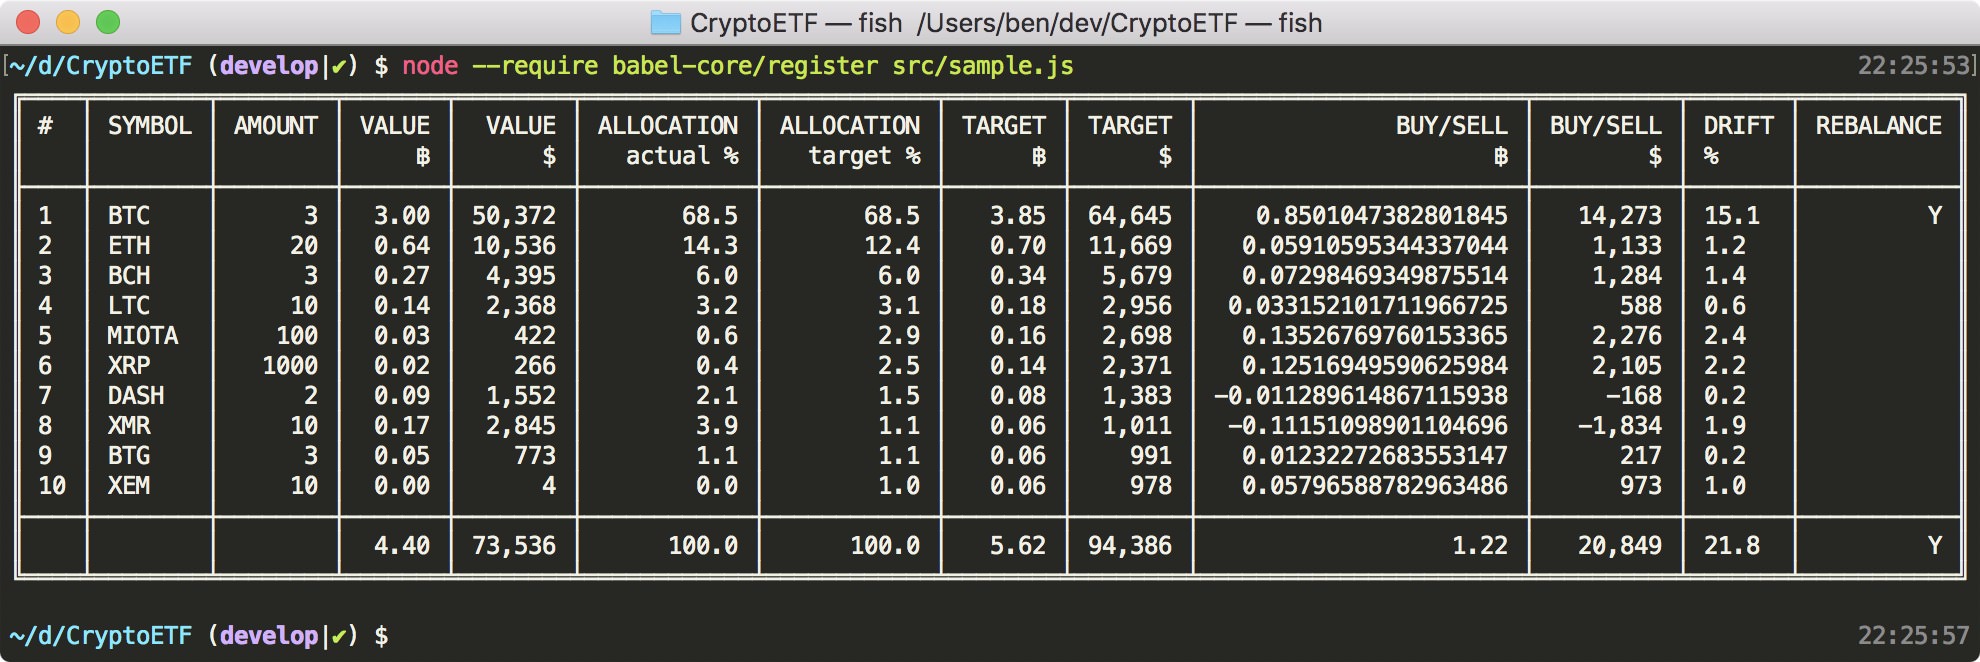 CryptoETF — fish  /Users/ben/dev/CryptoETF — fish
[~/d/CryptoETF (develop|✔) $ node --require babel-core/register src/sample.js 22:25:53]
# SYMBOL AMOUNT VALUE VALUE ALLOCATION ALLOCATION TARGET TARGET BUY/SELL BUY/SELL DRIFT REBALANCE
฿ $ actual % target % ฿ $ ฿ $ %
1 BTC 3 3.00 50,372 68.5 68.5 3.85 64,645 0.8501047382801845 14,273 15.1 Y
2 ETH 20 0.64 10,536 14.3 12.4 0.70 11,669 0.05910595344337044 1,133 1.2
3 BCH 3 0.27 4,395 6.0 6.0 0.34 5,679 0.07298469349875514 1,284 1.4
4 LTC 10 0.14 2,368 3.2 3.1 0.18 2,956 0.033152101711966725 588 0.6
5 MIOTA 100 0.03 422 0.6 2.9 0.16 2,698 0.13526769760153365 2,276 2.4
6 XRP 1000 0.02 266 0.4 2.5 0.14 2,371 0.12516949590625984 2,105 2.2
7 DASH 2 0.09 1,552 2.1 1.5 0.08 1,383 -0.011289614867115938 -168 0.2
8 XMR 10 0.17 2,845 3.9 1.1 0.06 1,011 -0.11151098901104696 -1,834 1.9
9 BTG 3 0.05 773 1.1 1.1 0.06 991 0.01232272683553147 217 0.2
10 XEM 10 0.00 4 0.0 1.0 0.06 978 0.05796588782963486 973 1.0
4.40 73,536 100.0 100.0 5.62 94,386 1.22 20,849 21.8 Y
~/d/CryptoETF (develop|✔) $ 22:25:57